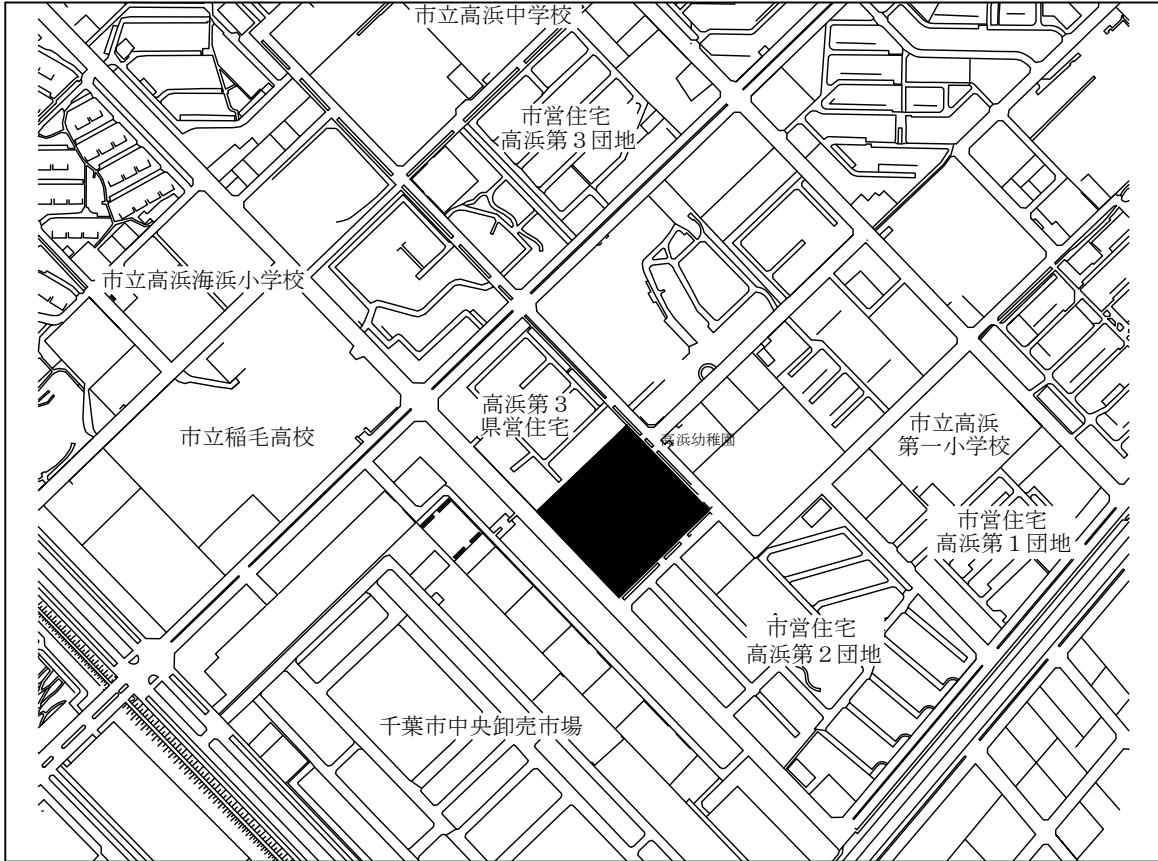 市立高浜中学校
市営住宅
高浜第３団地
市立高浜海浜小学校
高浜第３
県営住宅
市立稲毛高校
高浜幼稚園
市立高浜
第一小学校
市営住宅
高浜第１団地
市営住宅
高浜第２団地
千葉市中央卸売市場